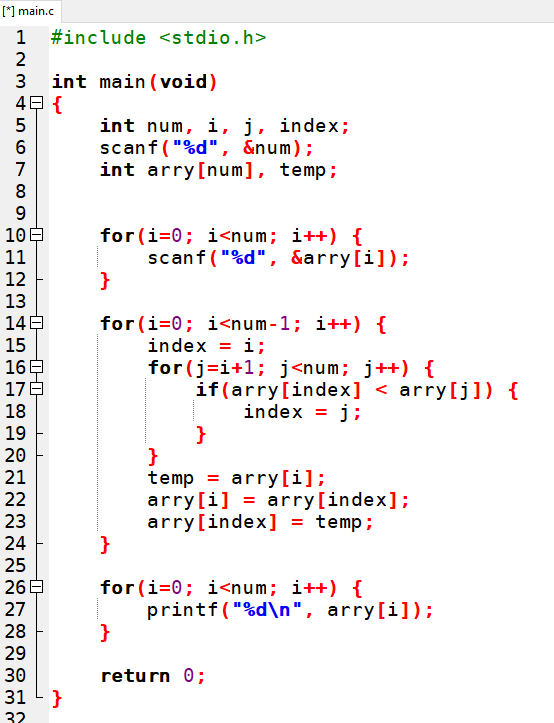 [*] main.c
1 #include <stdio.h>
2
3 int main(void)
4 {
5     int num, i, j, index;
6     scanf("%d", &num);
7     int arry[num], temp;
8
9
10     for(i=0; i<num; i++) {
11         scanf("%d", &arry[i]);
12     }
13
14     for(i=0; i<num-1; i++) {
15         index = i;
16         for(j=i+1; j<num; j++) {
17             if(arry[index] < arry[j]) {
18                 index = j;
19             }
20         }
21         temp = arry[i];
22         arry[i] = arry[index];
23         arry[index] = temp;
24     }
25
26     for(i=0; i<num; i++) {
27         printf("%d\n", arry[i]);
28     }
29
30     return 0;
31 }
32